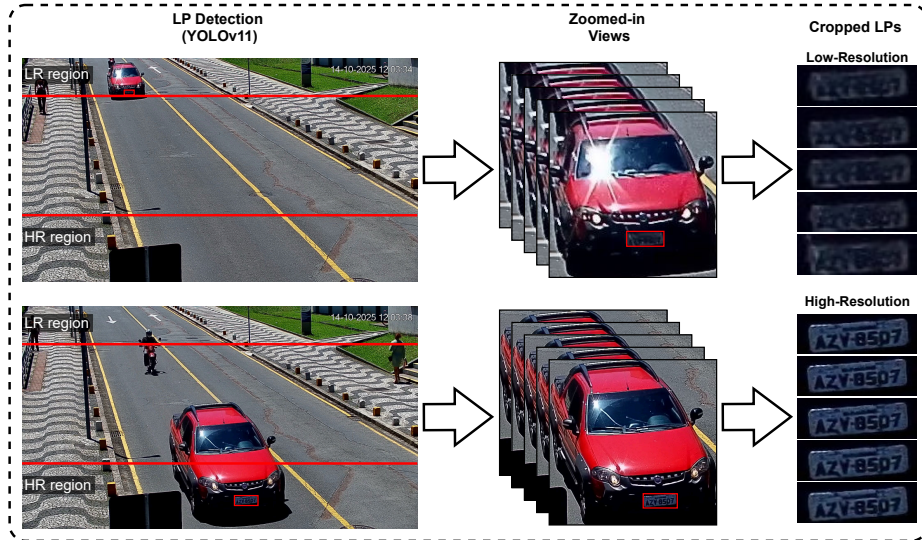 LP Detection
(YOLOv11)
Zoomed-in
Views
Cropped LPs
Low-Resolution
LR region
14-10-2025 12:03:34
HR region
High-Resolution
LR region
14-10-2025 12:03:38
HR region
AZV-8507
AZV-8507
AZV-8507
AZV-8507
AZV-8507
AZV-8507